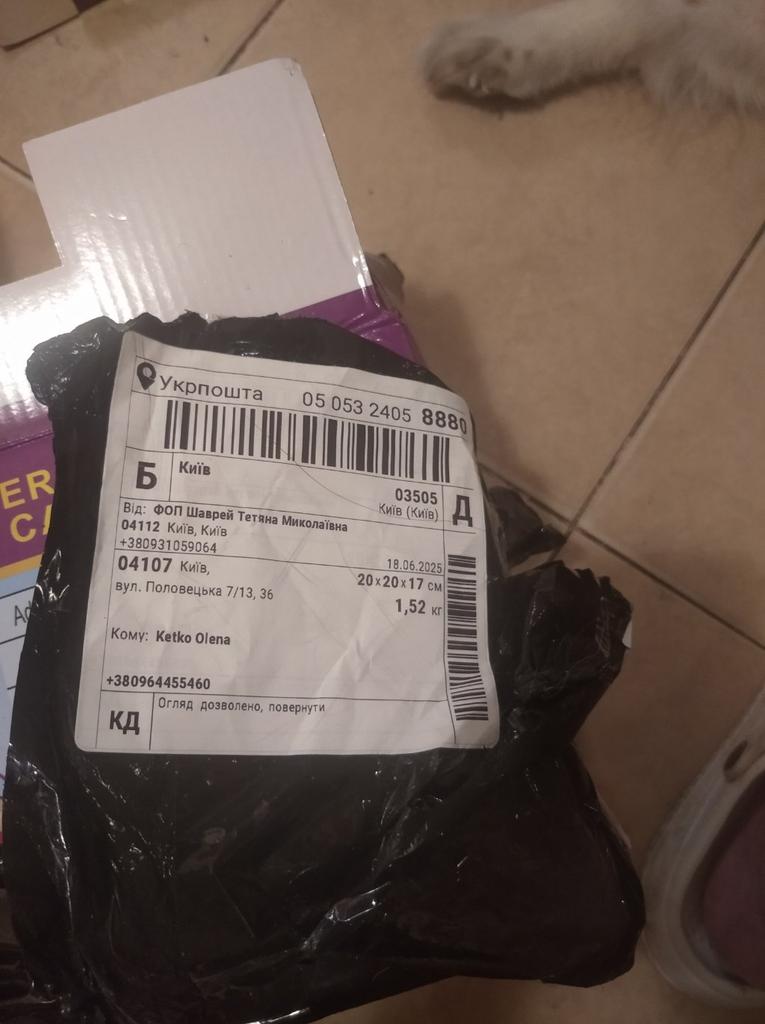 Укрпошта 05 053 2405 8880
Б Київ
03505
Київ (Київ)
Д
Від: ФОП Шаврей Тетяна Миколаївна
04112 Київ, Київ
+380931059064
18.06.2025
04107 Київ,
20x20x17 см
вул. Половецька 7/13, 36
1,52 кг
Кому: Ketko Olena
+380964455460
КД Огляд дозволено, повернути
ER